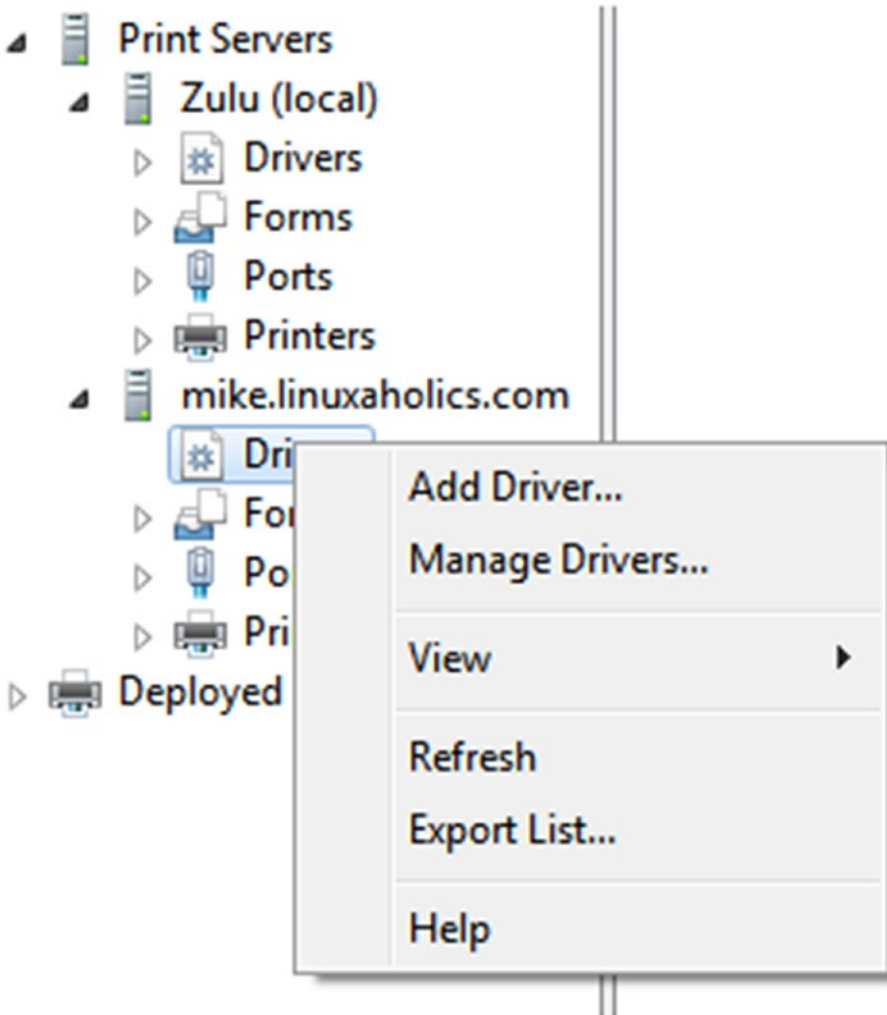 Print Servers
Zulu (local)
Drivers
Forms
Ports
Printers
mike.linuxaholics.com
Dri
For
Po
Pri
Deployed
Add Driver...
Manage Drivers...
View
Refresh
Export List...
Help